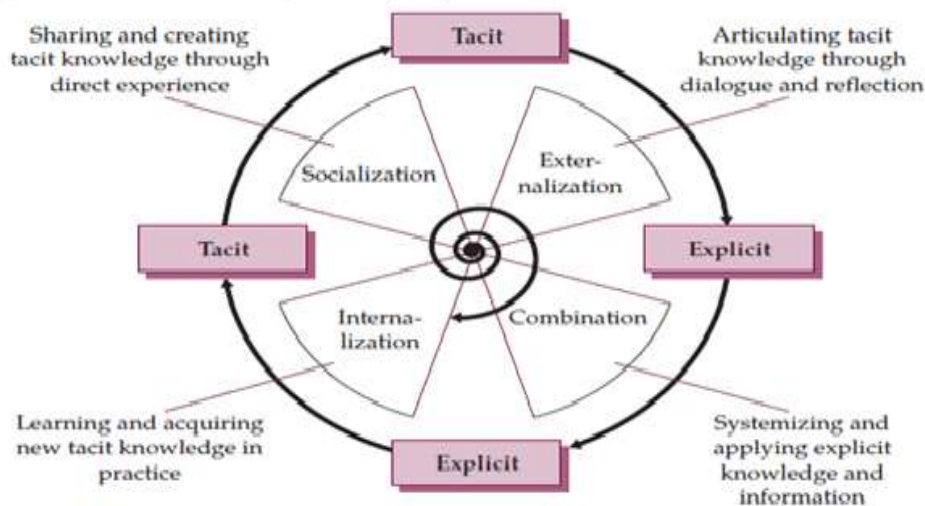 Tacit
Sharing and creating
tacit knowledge through
direct experience
Articulating tacit
knowledge through
dialogue and reflection
Socialization
Exter-
nalization
Tacit
Explicit
Interna-
lization
Combination
Learning and acquiring
new tacit knowledge in
practice
Explicit
Systemizing and
applying explicit
knowledge and
information